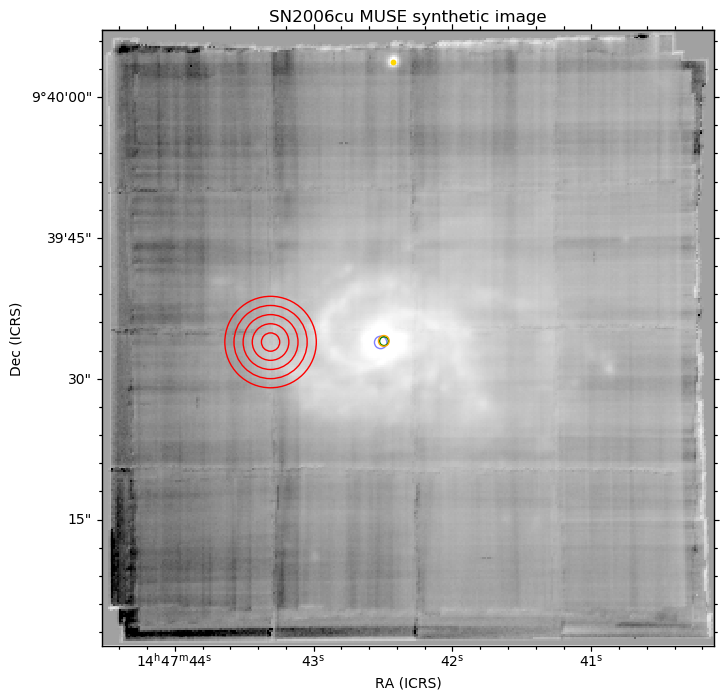 SN2006cu MUSE synthetic image
9°40'00"
39'45"
30"
15"
Dec (ICRS)
14ʰ47ᵐ44ˢ
43ˢ
42ˢ
41ˢ
RA (ICRS)